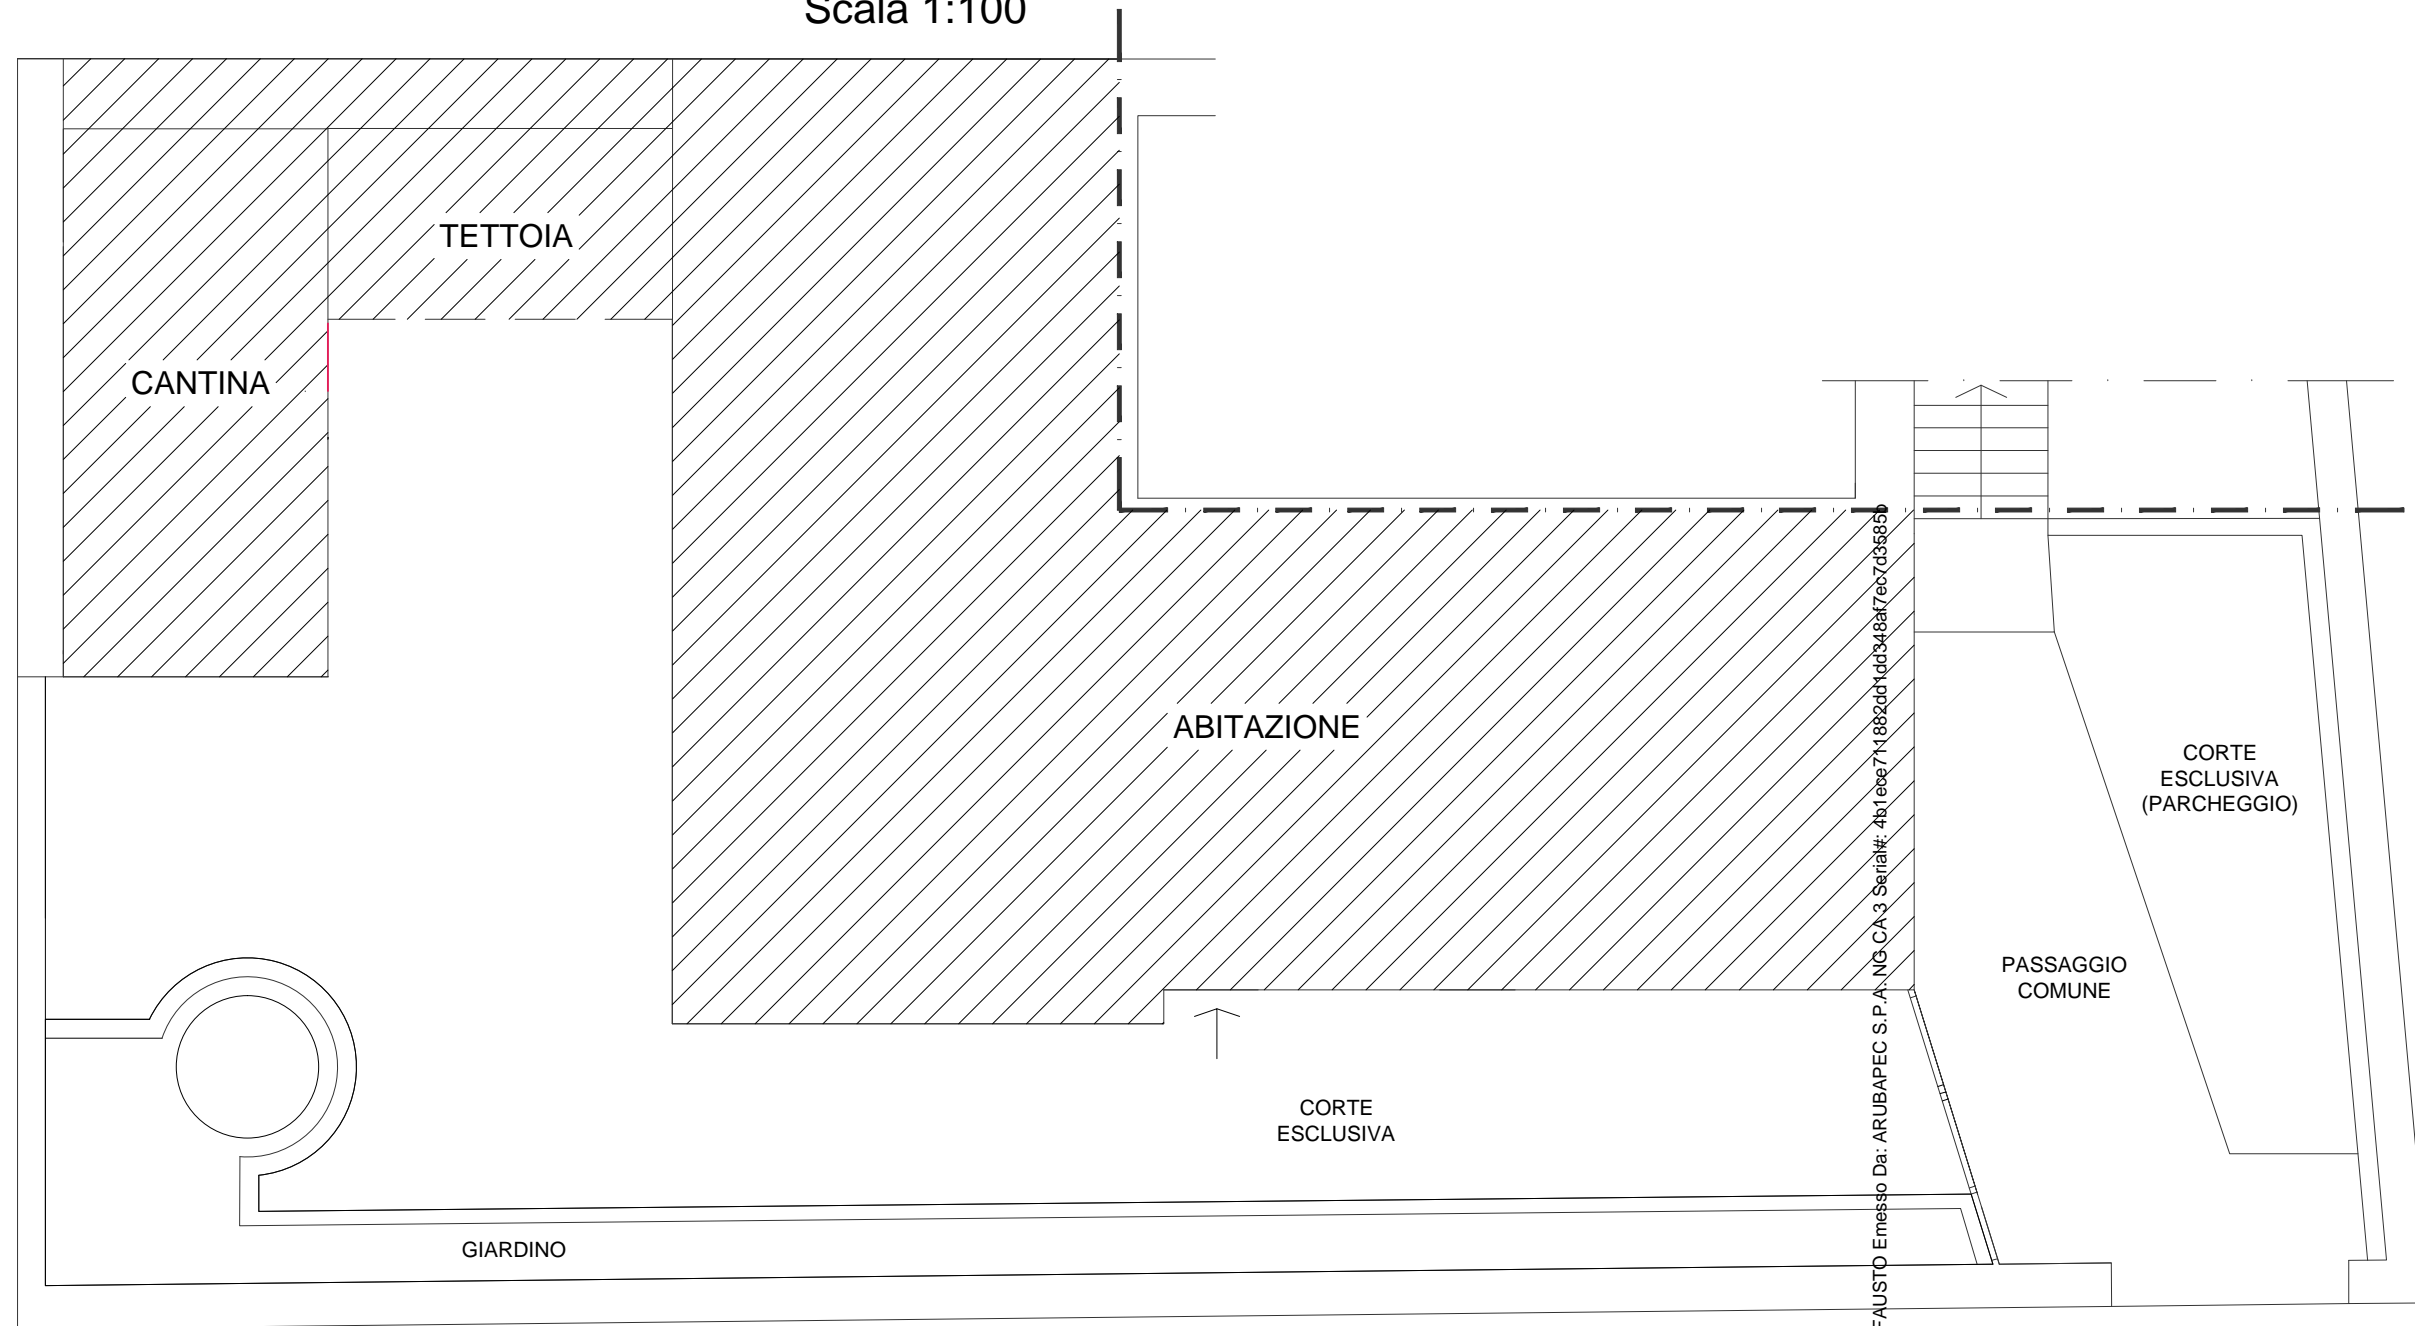 Scala 1:100
TETTOIA
CANTINA
ABITAZIONE
CORTE
ESCLUSIVA
(PARCHEGGIO)
PASSAGGIO
COMUNE
CORTE
ESCLUSIVA
GIARDINO
FAUSTO Emesso Da: ARUBAPEC S.P.A. NG CA 3 Serial#: 4b1ece711882dd1dd348af7ec7d3585b